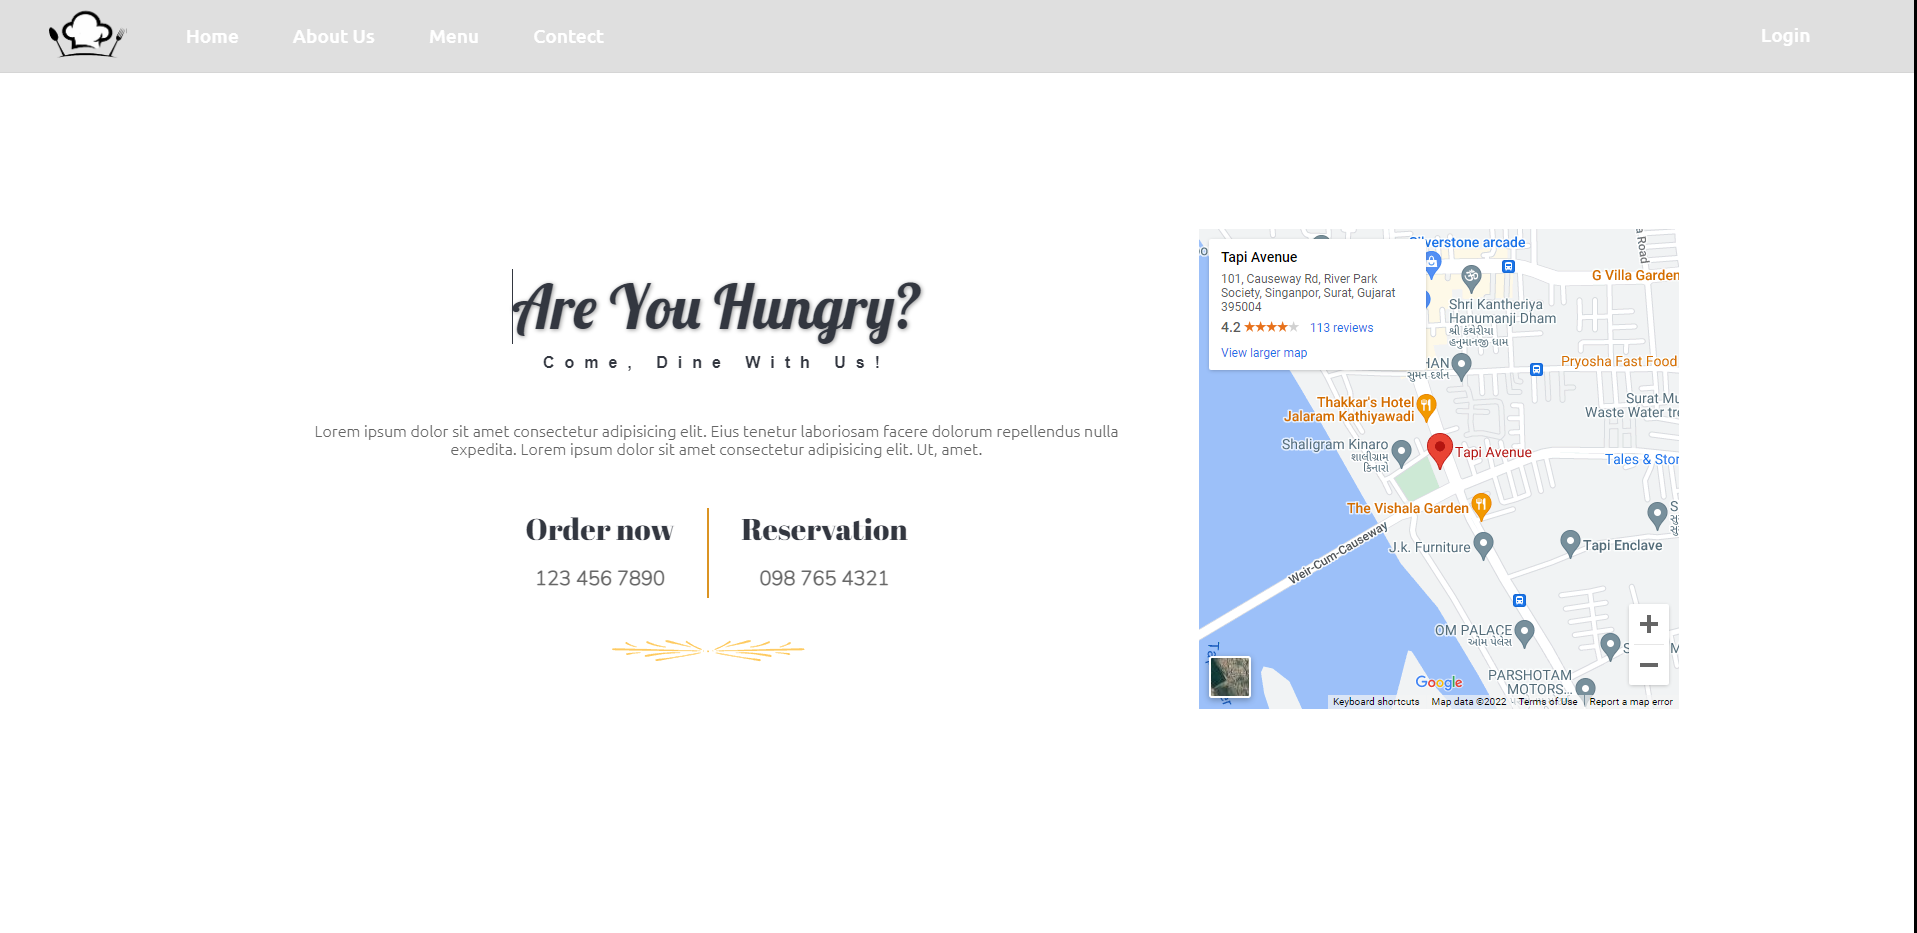 Home
About Us
Menu
Contect
Login
Are You Hungry?
Come, Dine With Us!
Lorem ipsum dolor sit amet consectetur adipisicing elit. Eius tenetur laboriosam facere dolorum repellendus nulla
expedita. Lorem ipsum dolor sit amet consectetur adipisicing elit. Ut, amet.
Order now
Reservation
123 456 7890
098 765 4321
Tapi Avenue
101, Causeway Rd, River Park
Society, Singanpor, Surat, Gujarat
395004
4.2
113 reviews
View larger map
verstone arcade
a Road
G Villa Garden
Shri Kantheriya
Hanumanji Dham
શ્રી કંથેરીયા
હનુમાનજી ધામ
HAN
સુમન દર્શન
Pryosha Fast Food
Surat Mu
Waste Water tre
Thakkar's Hotel
Jalaram Kathiyawadi
Shaligram Kinaro
શાલીગ્રામ
કિનારો
Tapi Avenue
Tales & Stor
The Vishala Garden
J.k. Furniture
Tapi Enclave
Weir-Cum-Causeway
OM PALACE
ઓમ પેલેસ
PARSHOTAM
MOTORS...
Google
Keyboard shortcuts
Map data ©2022
Terms of Use
Report a map error